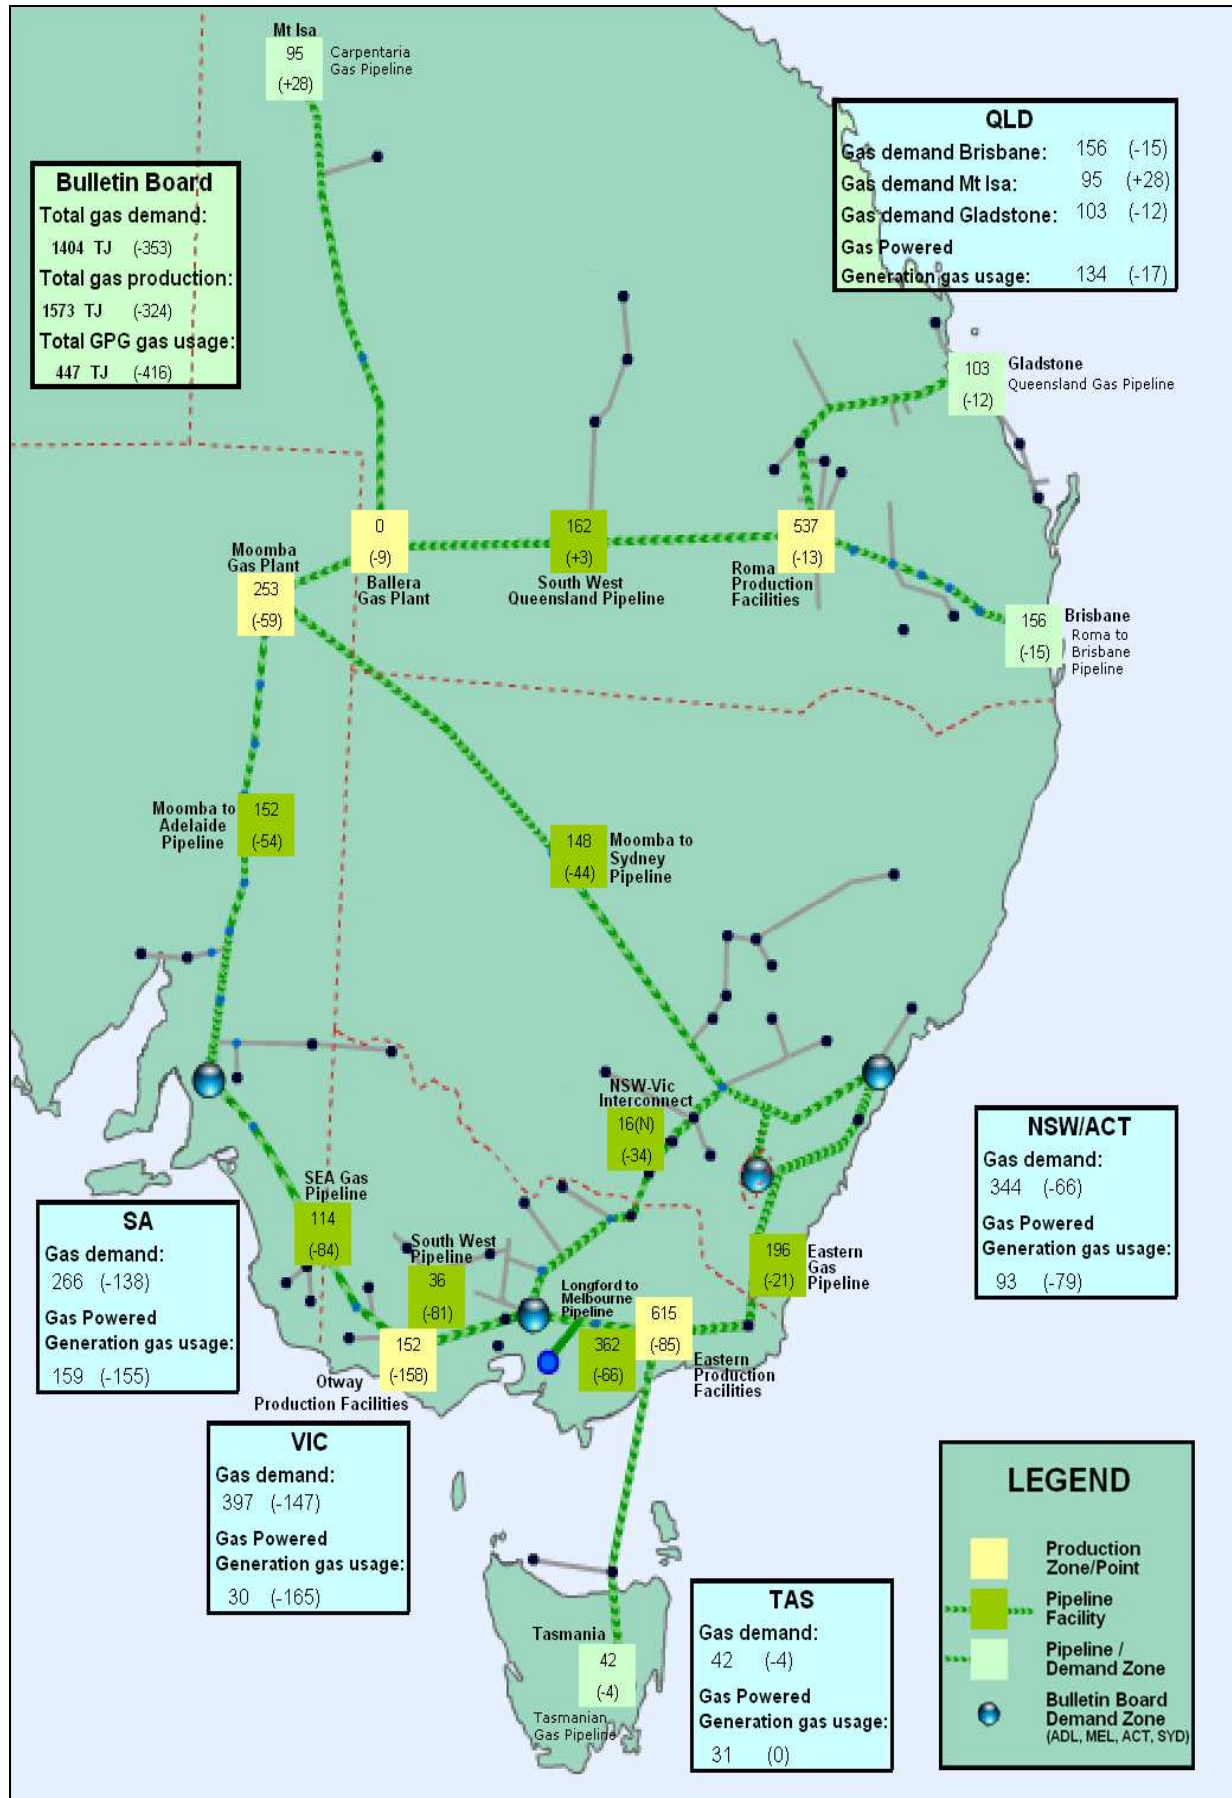 Mt Isa
95
(+28)
Carpentaria
Gas Pipeline
Bulletin Board
Total gas demand:
1404 TJ (-353)
Total gas production:
1573 TJ (-324)
Total GPG gas usage:
447 TJ (-416)
QLD
Gas demand Brisbane: 156 (-15)
Gas demand Mt Isa: 95 (+28)
Gas demand Gladstone: 103 (-12)
Gas Powered
Generation gas usage: 134 (-17)
103
(-12)
Gladstone
Queensland Gas Pipeline
Moomba
Gas Plant
253
(-59)
0
(-9)
Ballera
Gas Plant
162
(+3)
South West
Queensland Pipeline
537
(-13)
Roma
Production
Facilities
156
(-15)
Brisbane
Roma to
Brisbane
Pipeline
Moomba to
Adelaide
Pipeline
152
(-54)
148
(-44)
Moomba to
Sydney
Pipeline
NSW-Vic
Interconnect
16(N)
(-34)
NSW/ACT
Gas demand:
344 (-66)
Gas Powered
Generation gas usage:
93 (-79)
SEA Gas
Pipeline
114
(-84)
South West
Pipeline
36
(-81)
Longford to
Melbourne
Pipeline
362
(-66)
615
(-85)
Eastern
Production
Facilities
196
(-21)
Eastern
Gas
Pipeline
SA
Gas demand:
266 (-138)
Gas Powered
Generation gas usage:
159 (-155)
152
(-158)
Otway
Production Facilities
VIC
Gas demand:
397 (-147)
Gas Powered
Generation gas usage:
30 (-165)
Tasmania
42
(-4)
Tasmanian
Gas Pipeline
TAS
Gas demand:
42 (-4)
Gas Powered
Generation gas usage:
31 (0)
LEGEND
Production
Zone/Point
Pipeline
Facility
Pipeline /
Demand Zone
Bulletin Board
Demand Zone
(ADL, MEL, ACT, SYD)